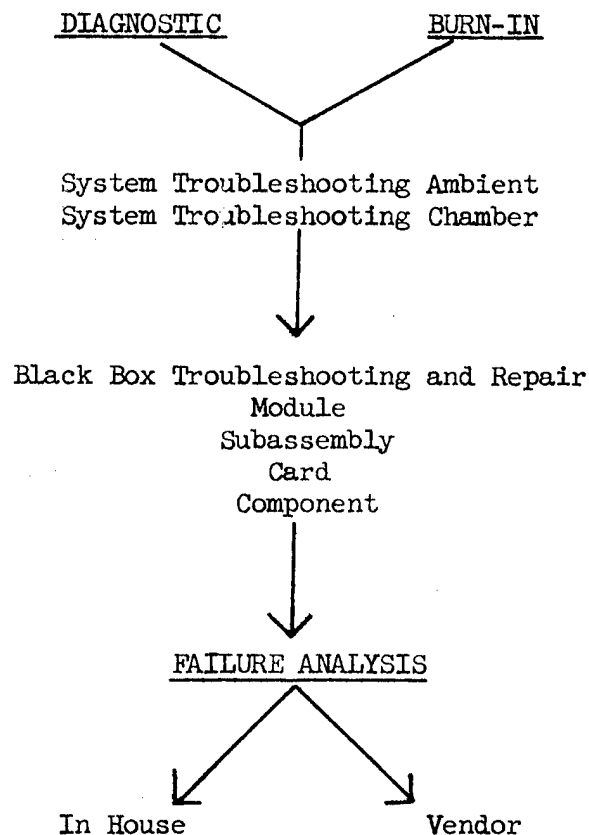 DIAGNOSTIC BURN-IN
System Troubleshooting Ambient
System Troubleshooting Chamber
Black Box Troubleshooting and Repair
Module
Subassembly
Card
Component
FAILURE ANALYSIS
In House Vendor